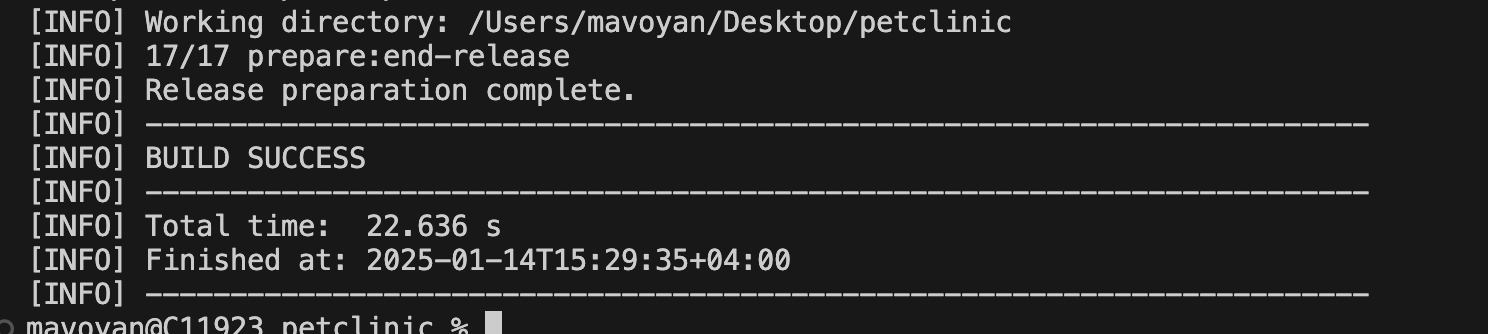 [INFO] Working directory: /Users/mavoyan/Desktop/petclinic
[INFO] 17/17 prepare:end-release
[INFO] Release preparation complete.
[INFO] ------------------------------------------------------------------------
[INFO] BUILD SUCCESS
[INFO] ------------------------------------------------------------------------
[INFO] Total time:  22.636 s
[INFO] Finished at: 2025-01-14T15:29:35+04:00
[INFO] ------------------------------------------------------------------------
mavoyan@C11923 petclinic %